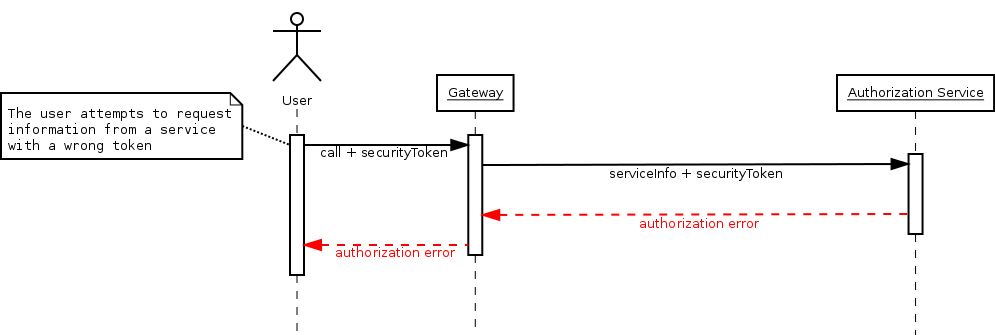 User
Gateway
Authorization Service
The user attempts to request
information from a service
with a wrong token
call + securityToken
serviceInfo + securityToken
authorization error
authorization error